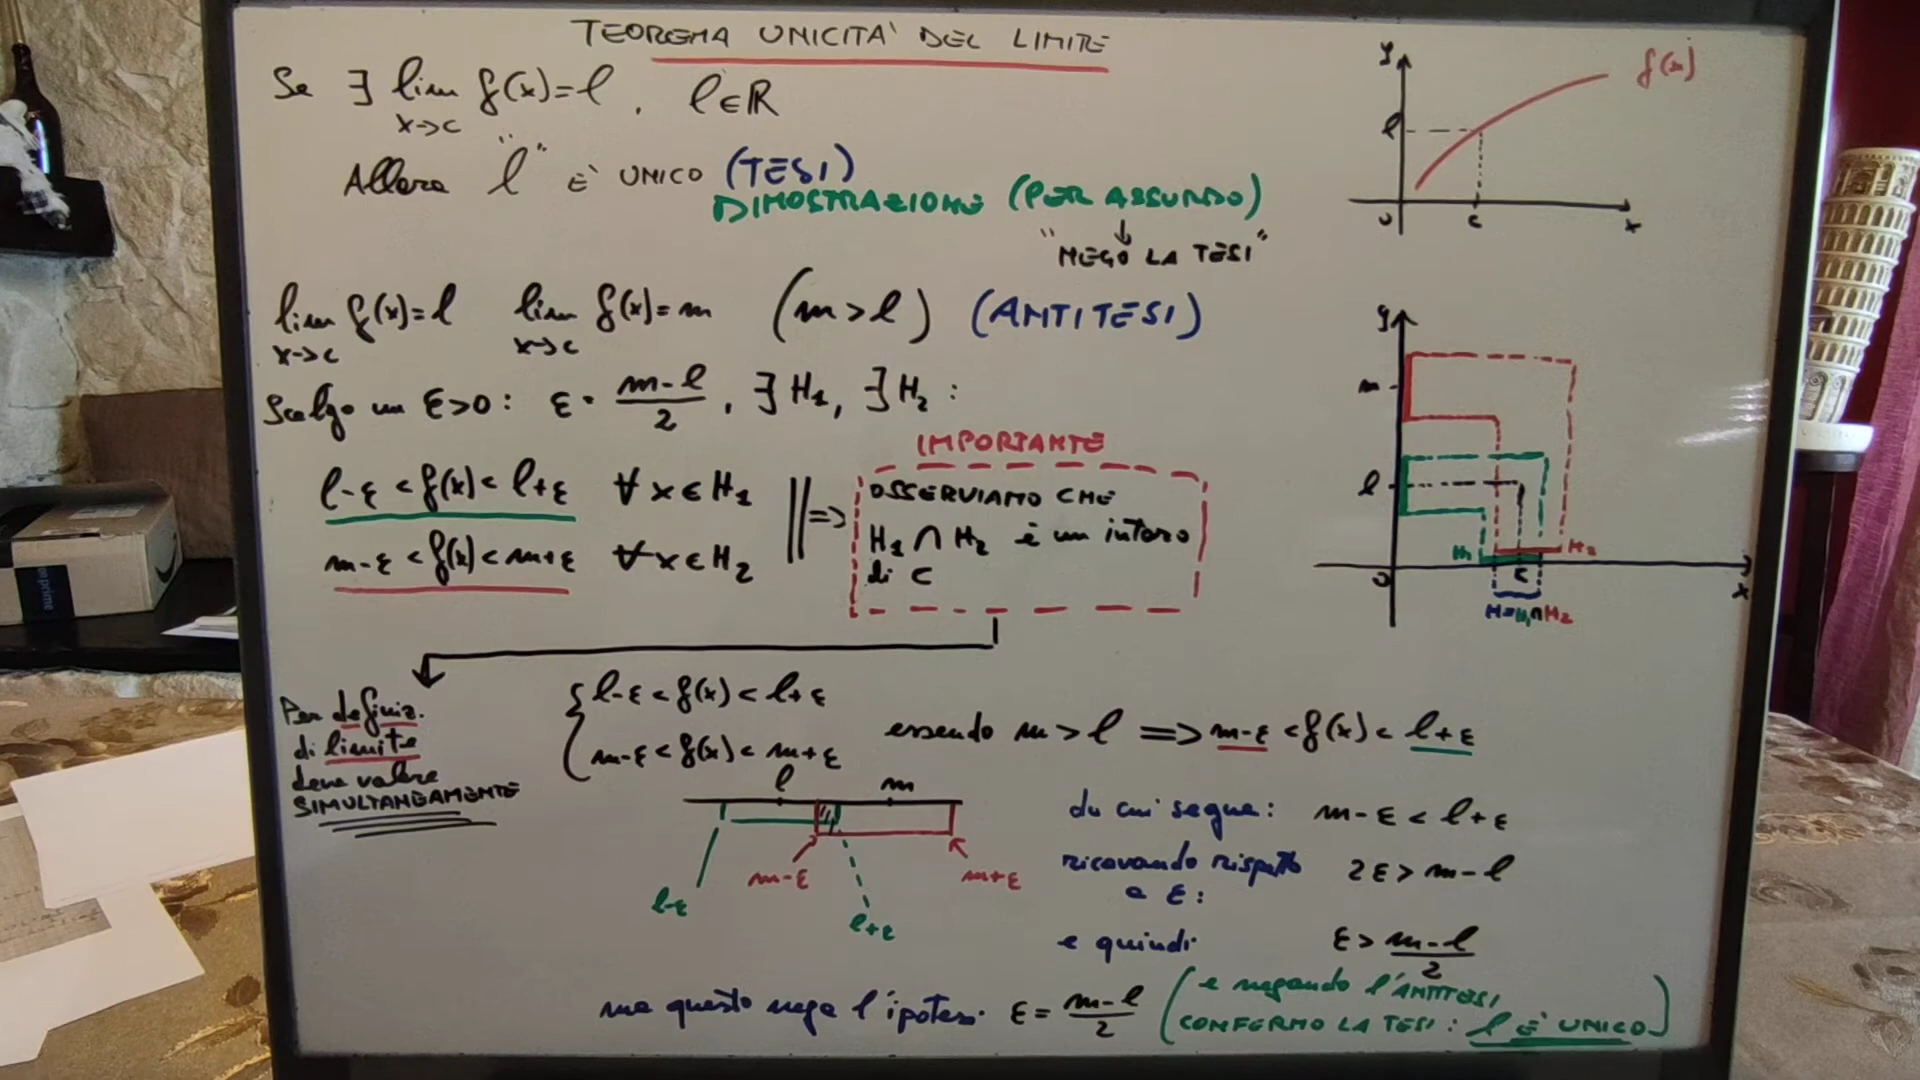 TEOREMA UNICITA' DEL LIMITE
Se ∃ lim f(x)=l , l∈R
x→c
Allora "l" E' UNICO (TESI)
DIMOSTRAZIONE (PER ASSURDO)
↓
"NEGO LA TESI"
lim f(x)=l lim f(x)=m (m>l) (ANTITESI)
x→c x→c
Scelgo un ε>0: ε = m-l/2 , ∃ H1, ∃ H2 :
IMPORTANTE
l-ε < f(x) < l+ε ∀ x∈H1
m-ε < f(x) < m+ε ∀ x∈H2
=>
OSSERVIAMO CHE
H1 ∩ H2 è un intorno
di c
Per definiz.
di limite
deve valere
SIMULTANEAMENTE
l-ε < f(x) < l+ε
m-ε < f(x) < m+ε
essendo m>l => m-ε < f(x) < l+ε
l m
m-ε m+ε
l-ε l+ε
da cui segue: m-ε < l+ε
ricavando rispetto 2ε > m-l
a ε:
e quindi ε > m-l/2
ma questo nega l'ipotesi ε = m-l/2 (e negando l'ANTITESI
CONFERMO LA TESI: l E' UNICO)
y f(x)
l
0 c x
y
m
l
H1 H2
0 c x
H=H1∩H2
prime